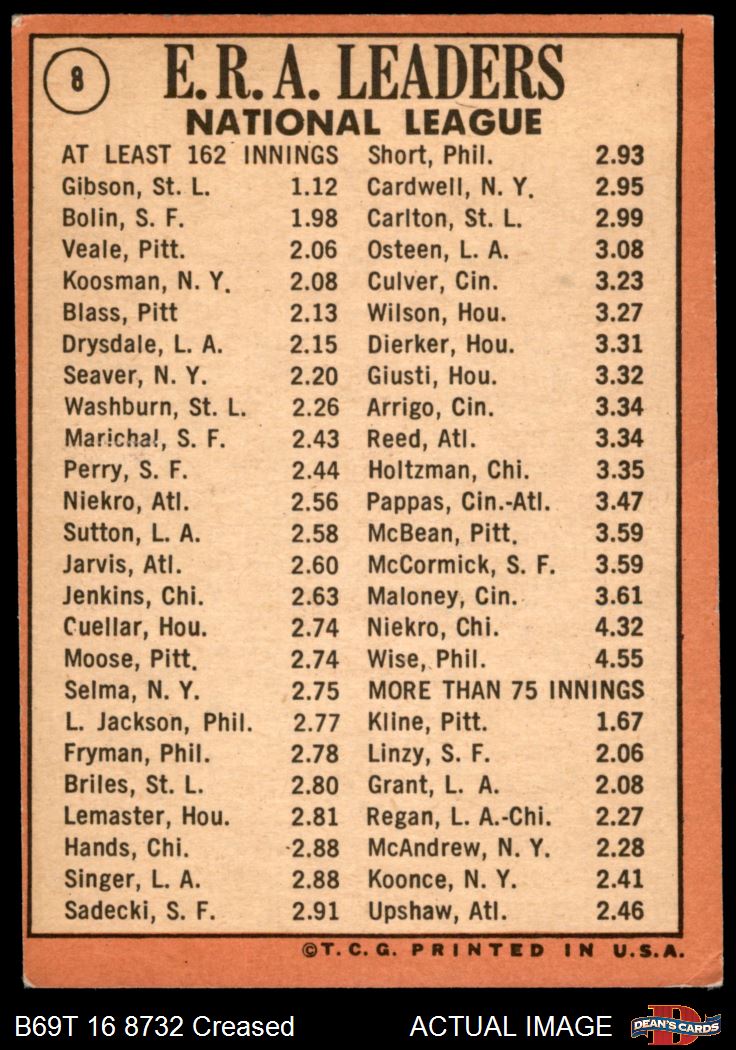 8
E. R. A. LEADERS
NATIONAL LEAGUE
AT LEAST 162 INNINGS
Gibson, St. L. 1.12
Bolin, S. F. 1.98
Veale, Pitt. 2.06
Koosman, N. Y. 2.08
Blass, Pitt 2.13
Drysdale, L. A. 2.15
Seaver, N. Y. 2.20
Washburn, St. L. 2.26
Marichal, S. F. 2.43
Perry, S. F. 2.44
Niekro, Atl. 2.56
Sutton, L. A. 2.58
Jarvis, Atl. 2.60
Jenkins, Chi. 2.63
Cuellar, Hou. 2.74
Moose, Pitt. 2.74
Selma, N. Y. 2.75
L. Jackson, Phil. 2.77
Fryman, Phil. 2.78
Briles, St. L. 2.80
Lemaster, Hou. 2.81
Hands, Chi. 2.88
Singer, L. A. 2.88
Sadecki, S. F. 2.91
Short, Phil. 2.93
Cardwell, N. Y. 2.95
Carlton, St. L. 2.99
Osteen, L. A. 3.08
Culver, Cin. 3.23
Wilson, Hou. 3.27
Dierker, Hou. 3.31
Giusti, Hou. 3.32
Arrigo, Cin. 3.34
Reed, Atl. 3.34
Holtzman, Chi. 3.35
Pappas, Cin.-Atl. 3.47
McBean, Pitt. 3.59
McCormick, S. F. 3.59
Maloney, Cin. 3.61
Niekro, Chi. 4.32
Wise, Phil. 4.55
MORE THAN 75 INNINGS
Kline, Pitt. 1.67
Linzy, S. F. 2.06
Grant, L. A. 2.08
Regan, L. A.-Chi. 2.27
McAndrew, N. Y. 2.28
Koonce, N. Y. 2.41
Upshaw, Atl. 2.46
©T. C. G. PRINTED IN U.S.A.
B69T 16 8732 Creased
ACTUAL IMAGE
D
DEAN'S CARDS